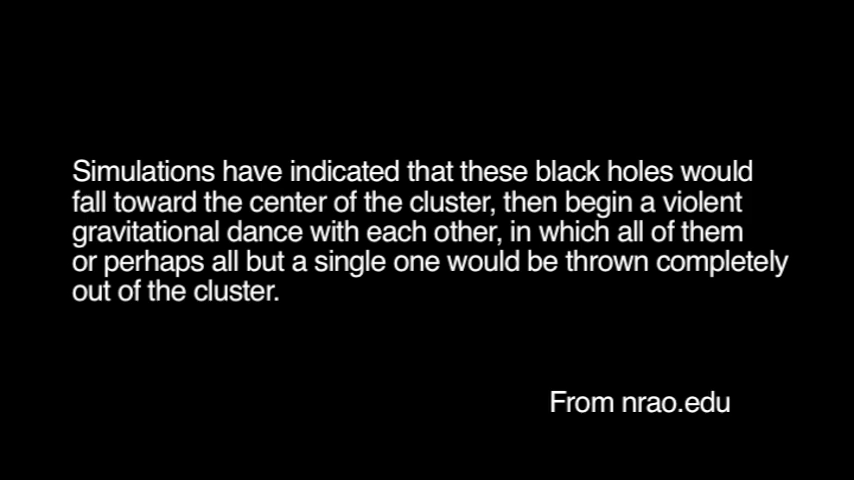 Simulations have indicated that these black holes would
fall toward the center of the cluster, then begin a violent
gravitational dance with each other, in which all of them
or perhaps all but a single one would be thrown completely
out of the cluster.
From nrao.edu